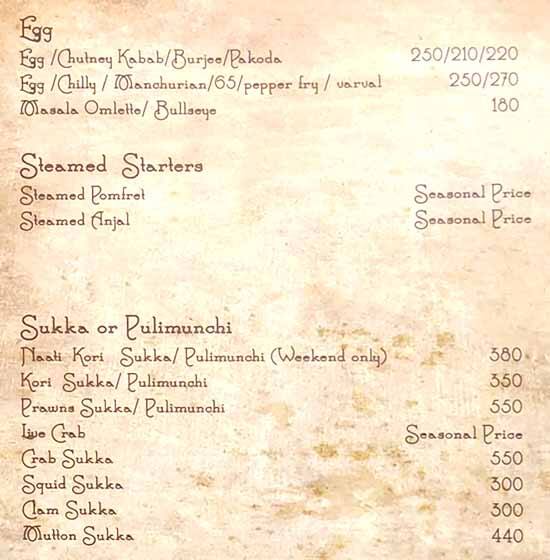 Egg
Egg /Chutney Kabab/Burjee/Pakoda 250/210/220
Egg /Chilly / Manchurian/65/pepper fry / varval 250/270
Masala Omlette/ Bullseye 180
Steamed Starters
Steamed Pomfret Seasonal Price
Steamed Anjal Seasonal Price
Sukka or Pulimunchi
Naati Kori Sukka/ Pulimunchi (Weekend only) 380
Kori Sukka/ Pulimunchi 350
Prawns Sukka/ Pulimunchi 550
Live Crab Seasonal Price
Crab Sukka 550
Squid Sukka 300
Clam Sukka 300
Mutton Sukka 440